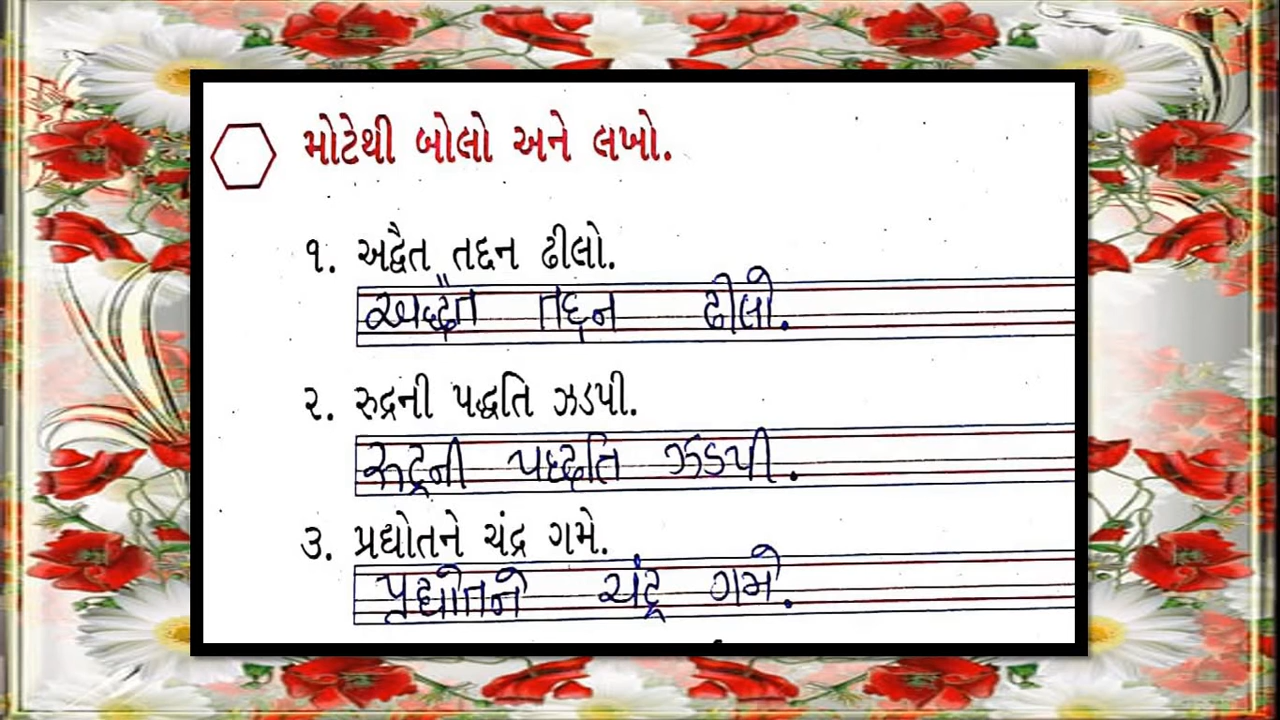 મોટેથી બોલો અને લખો.
૧. અદ્વૈત તદ્દન ઢીલો.
અદ્વૈત તદ્દન ઢીલો.
૨. રુદ્રની પદ્ધતિ ઝડપી.
રુદ્રની પદ્ધતિ ઝડપી.
૩. પ્રદ્યોતને ચંદ્ર ગમે.
પ્રદ્યોતને ચંદ્ર ગમે.